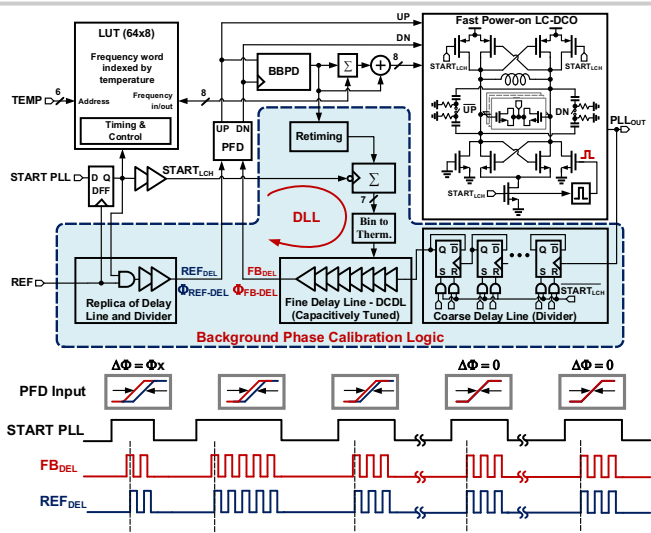 LUT (64x8)
Frequency word
indexed by
temperature
Frequency
in/out
Address
Timing &
Control
TEMP
6
8
UP
DN
BBPD
Σ
+
8
UP DN
PFD
Fast Power-on LC-DCO
START_LCH
START_LCH
UP
DN
START_LCH
PLL_OUT
START PLL
D Q
DFF
START_LCH
Retiming
Σ
7
Bin to
Therm.
DLL
REF
REF_DEL
Φ_REF-DEL
FB_DEL
Φ_FB-DEL
Replica of Delay
Line and Divider
Fine Delay Line - DCDL
(Capacitively Tuned)
Q D
S R
Q D
S R
Q D
S R
START_LCH
Coarse Delay Line (Divider)
Background Phase Calibration Logic
ΔΦ = Φx
ΔΦ = 0
ΔΦ = 0
PFD Input
START PLL
FB_DEL
REF_DEL